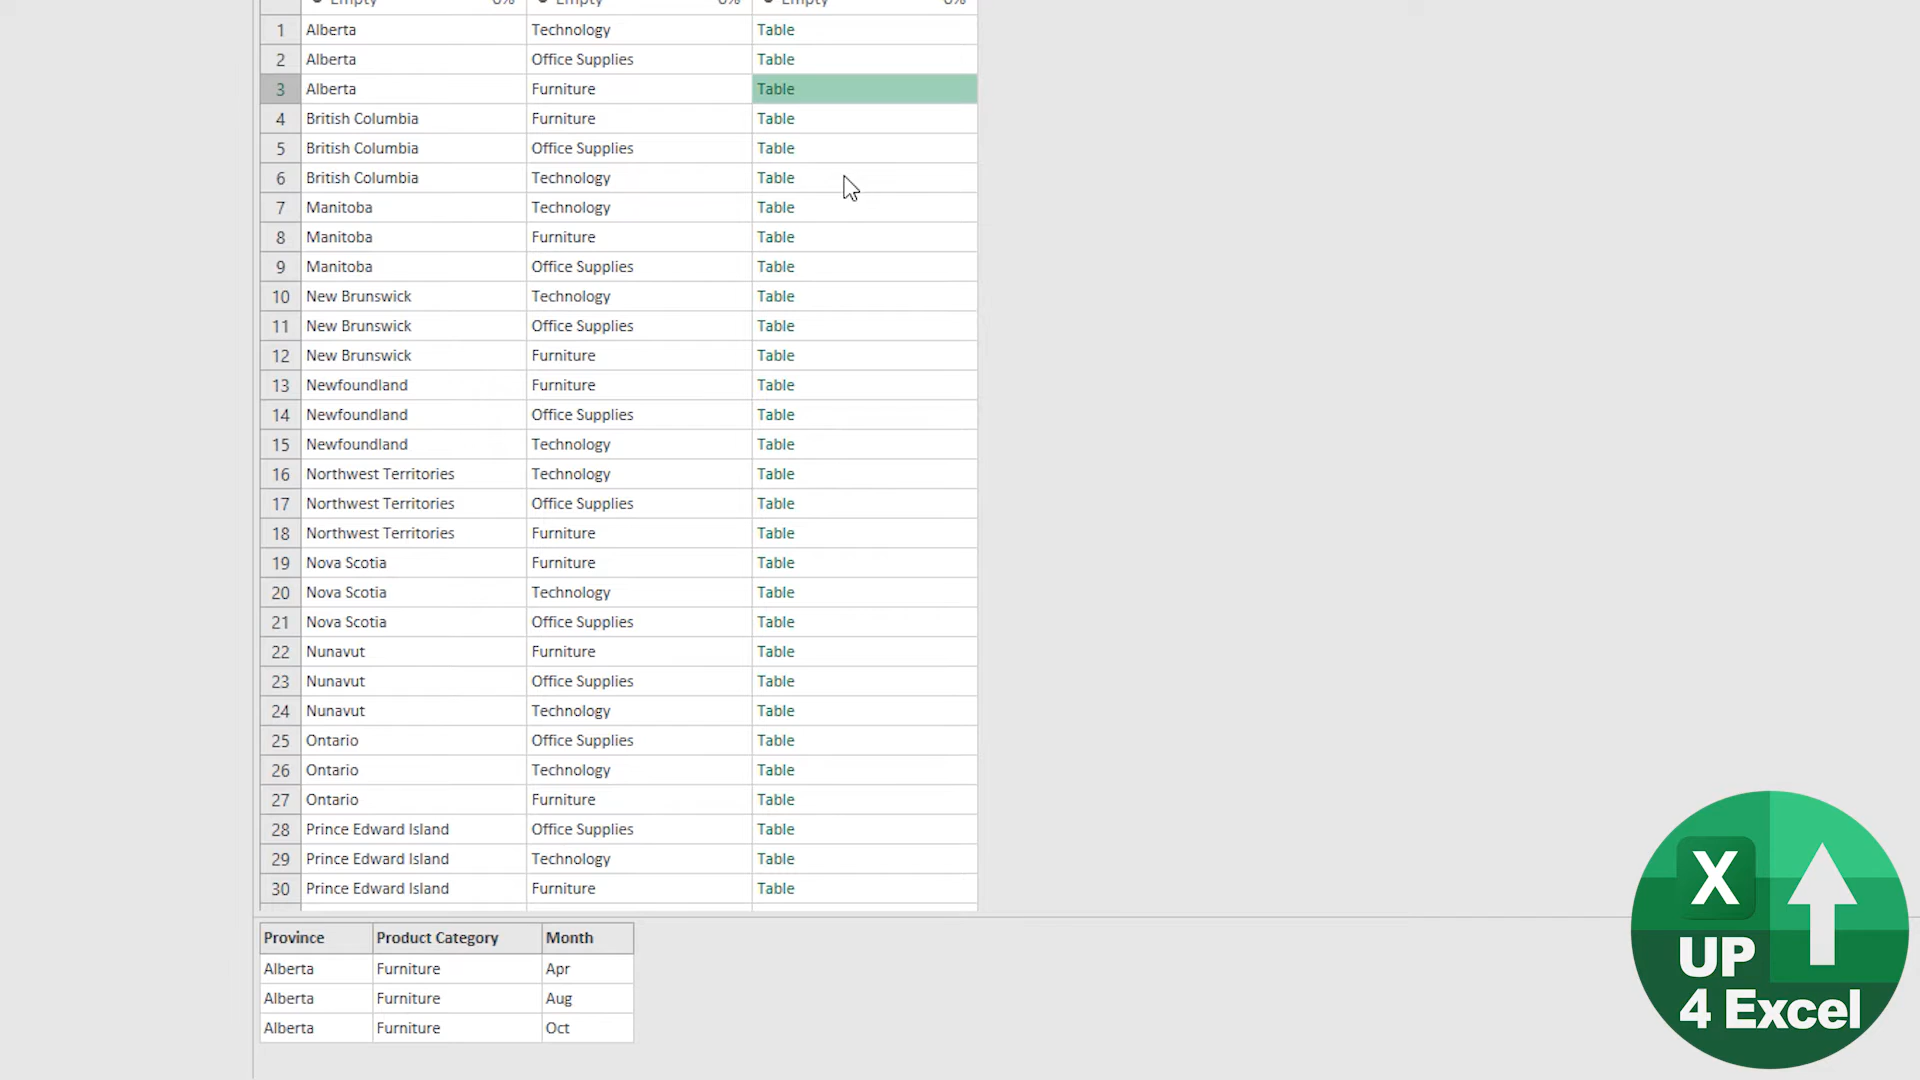 Empty 0% Empty 0% Empty 0%
1 Alberta Technology Table
2 Alberta Office Supplies Table
3 Alberta Furniture Table
4 British Columbia Furniture Table
5 British Columbia Office Supplies Table
6 British Columbia Technology Table
7 Manitoba Technology Table
8 Manitoba Furniture Table
9 Manitoba Office Supplies Table
10 New Brunswick Technology Table
11 New Brunswick Office Supplies Table
12 New Brunswick Furniture Table
13 Newfoundland Furniture Table
14 Newfoundland Office Supplies Table
15 Newfoundland Technology Table
16 Northwest Territories Technology Table
17 Northwest Territories Office Supplies Table
18 Northwest Territories Furniture Table
19 Nova Scotia Furniture Table
20 Nova Scotia Technology Table
21 Nova Scotia Office Supplies Table
22 Nunavut Furniture Table
23 Nunavut Office Supplies Table
24 Nunavut Technology Table
25 Ontario Office Supplies Table
26 Ontario Technology Table
27 Ontario Furniture Table
28 Prince Edward Island Office Supplies Table
29 Prince Edward Island Technology Table
30 Prince Edward Island Furniture Table
Province Product Category Month
Alberta Furniture Apr
Alberta Furniture Aug
Alberta Furniture Oct
X
UP
4 Excel